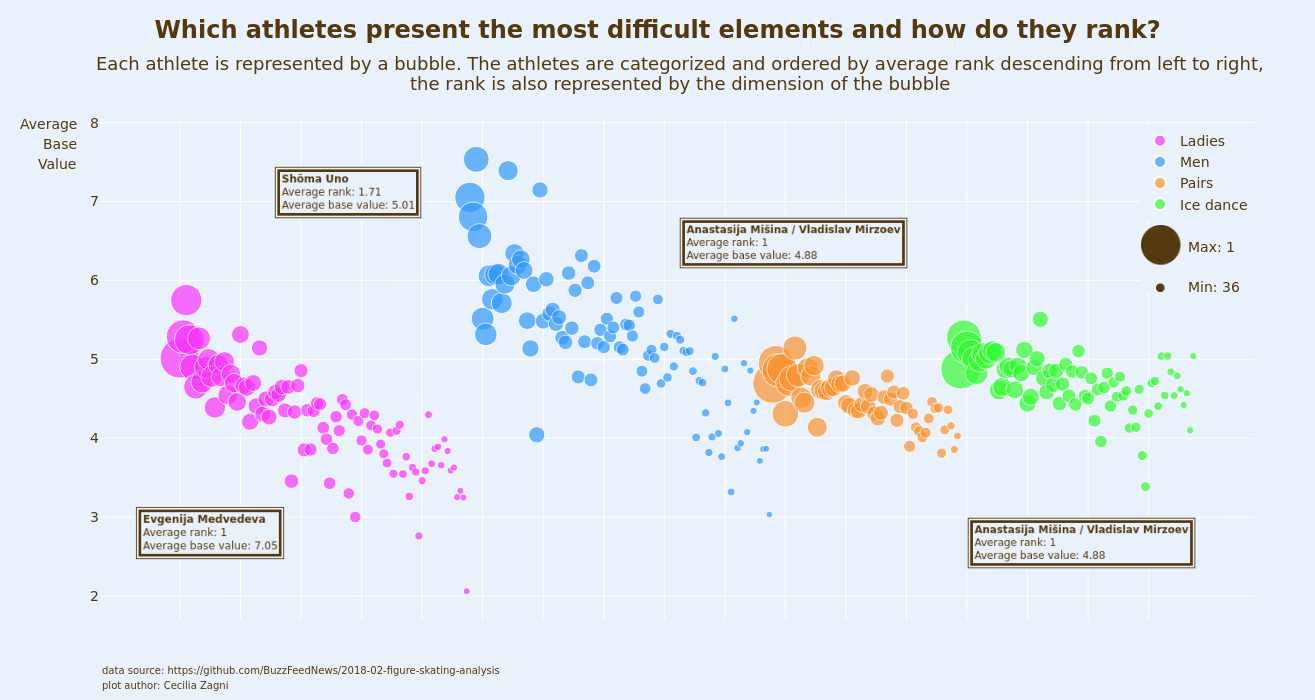 Which athletes present the most difficult elements and how do they rank?
Each athlete is represented by a bubble. The athletes are categorized and ordered by average rank descending from left to right,
the rank is also represented by the dimension of the bubble
Average
Base
Value
8
7
6
5
4
3
2
Shōma Uno
Average rank: 1.71
Average base value: 5.01
Anastasija Mišina / Vladislav Mirzoev
Average rank: 1
Average base value: 4.88
Ladies
Men
Pairs
Ice dance
Max: 1
Min: 36
Evgenija Medvedeva
Average rank: 1
Average base value: 7.05
Anastasija Mišina / Vladislav Mirzoev
Average rank: 1
Average base value: 4.88
data source: https://github.com/BuzzFeedNews/2018-02-figure-skating-analysis
plot author: Cecilia Zagni